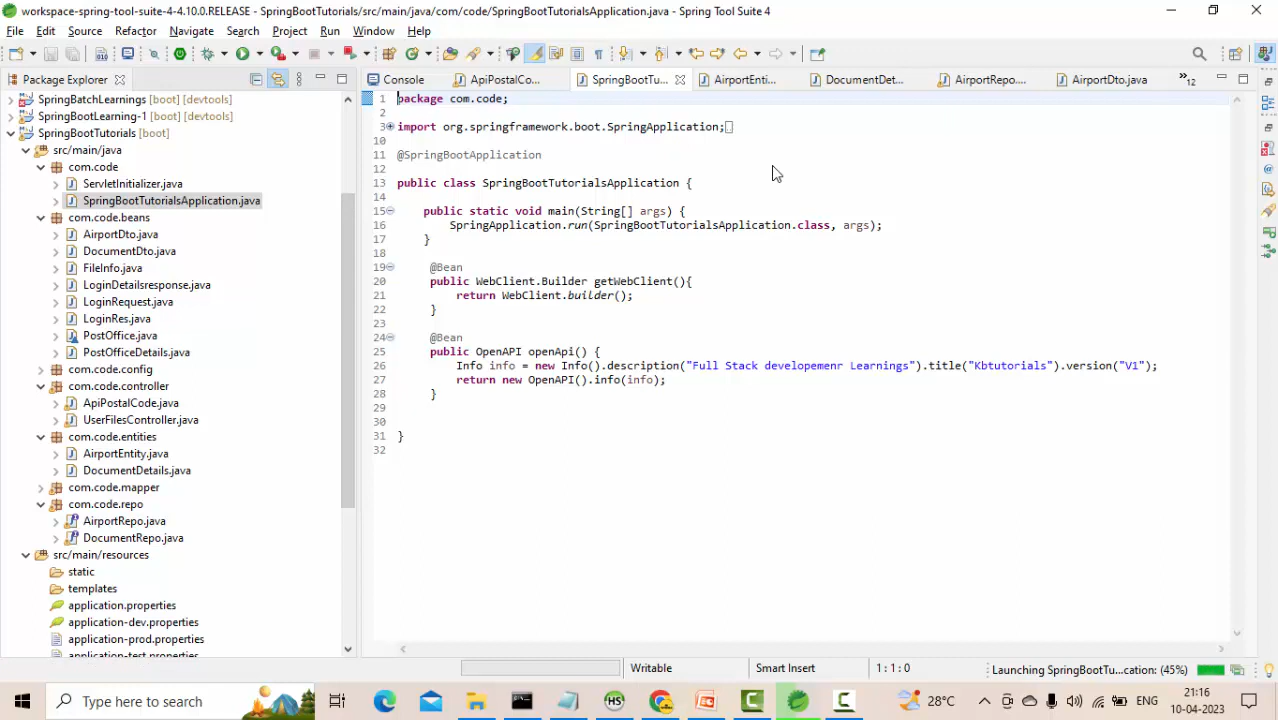 workspace-spring-tool-suite-4-4.10.0.RELEASE - SpringBootTutorials/src/main/java/com/code/SpringBootTutorialsApplication.java - Spring Tool Suite 4
File Edit Source Refactor Navigate Search Project Run Window Help
Package Explorer
Console
ApiPostalCo...
SpringBootTu...
AirportEnti...
DocumentDet...
AirportRepo....
AirportDto.java
»12
SpringBatchLearnings [boot] [devtools]
SpringBootLearning-1 [boot] [devtools]
SpringBootTutorials [boot]
src/main/java
com.code
ServletInitializer.java
SpringBootTutorialsApplication.java
com.code.beans
AirportDto.java
DocumentDto.java
FileInfo.java
LoginDetailsresponse.java
LoginRequest.java
LoginRes.java
PostOffice.java
PostOfficeDetails.java
com.code.config
com.code.controller
ApiPostalCode.java
UserFilesController.java
com.code.entities
AirportEntity.java
DocumentDetails.java
com.code.mapper
com.code.repo
AirportRepo.java
DocumentRepo.java
src/main/resources
static
templates
application.properties
application-dev.properties
application-prod.properties
application-test.properties
1 package com.code;
2
3 import org.springframework.boot.SpringApplication;
10
11 @SpringBootApplication
12
13 public class SpringBootTutorialsApplication {
14
15 public static void main(String[] args) {
16 SpringApplication.run(SpringBootTutorialsApplication.class, args);
17 }
18
19 @Bean
20 public WebClient.Builder getWebClient(){
21 return WebClient.builder();
22 }
23
24 @Bean
25 public OpenAPI openApi() {
26 Info info = new Info().description("Full Stack developemenr Learnings").title("Kbtutorials").version("V1");
27 return new OpenAPI().info(info);
28 }
29
30
31 }
32
Writable
Smart Insert
1 : 1 : 0
Launching SpringBootTu...cation: (45%)
Type here to search
28°C
ENG
21:16
10-04-2023